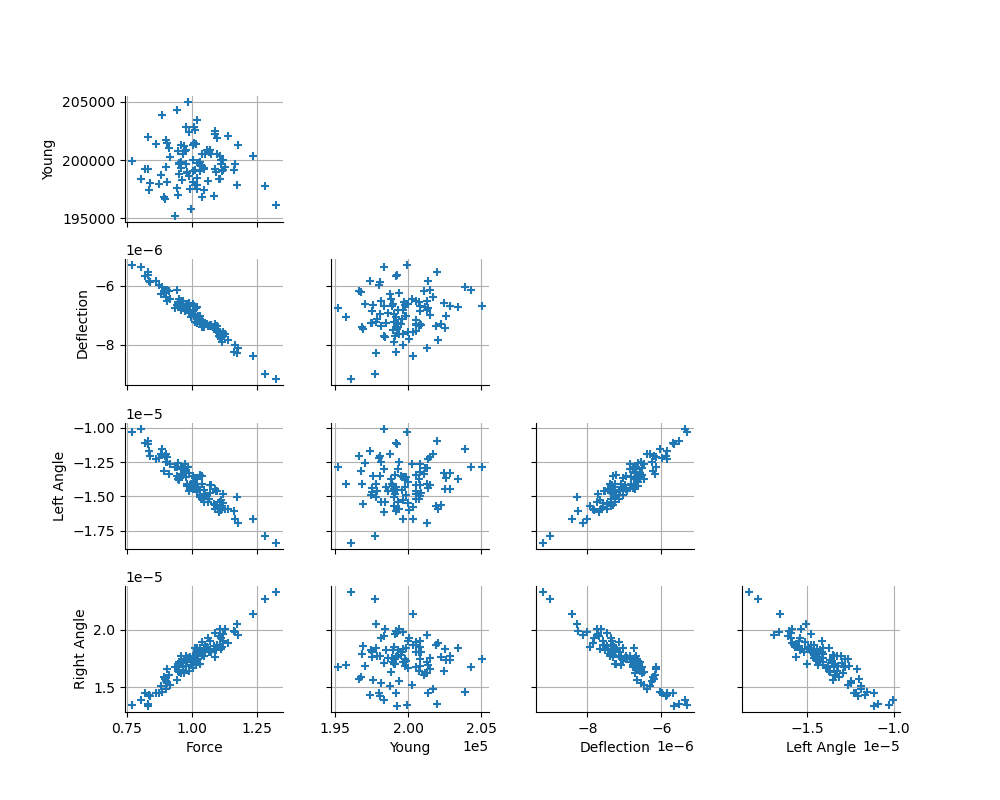 205000
200000
195000
Young
1e−6
−6
−8
Deflection
1e−5
−1.00
−1.25
−1.50
−1.75
Left Angle
1e−5
2.0
1.5
Right Angle
0.75 1.00 1.25 1.95 2.00 2.05 −8 −6 −1.5 −1.0
Force Young 1e5 Deflection 1e−6 Left Angle 1e−5